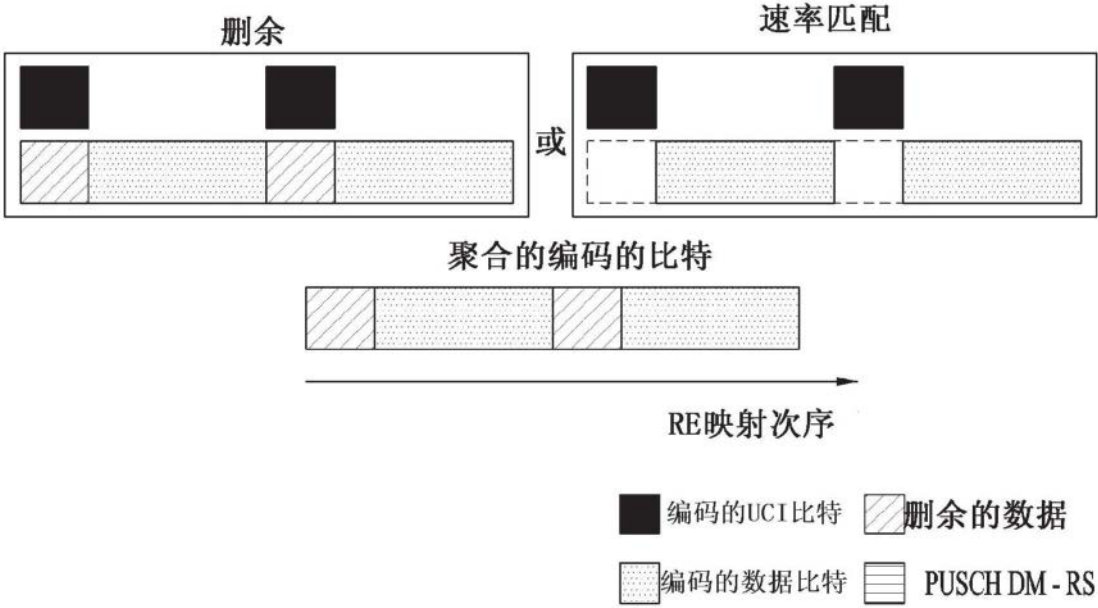 删余
速率匹配
或
聚合的编码的比特
RE映射次序
编码的UCI比特
删余的数据
编码的数据比特
PUSCH DM-RS